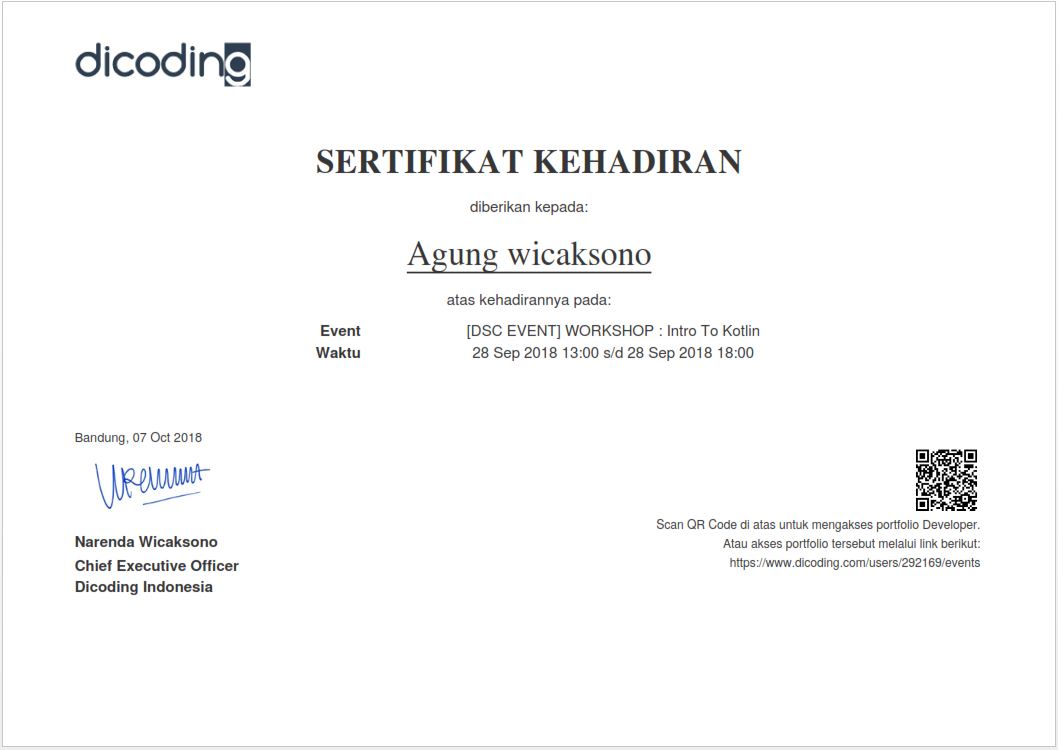 dicoding
SERTIFIKAT KEHADIRAN
diberikan kepada:
Agung wicaksono
atas kehadirannya pada:
Event [DSC EVENT] WORKSHOP : Intro To Kotlin
Waktu 28 Sep 2018 13:00 s/d 28 Sep 2018 18:00
Bandung, 07 Oct 2018
Narenda Wicaksono
Chief Executive Officer
Dicoding Indonesia
Scan QR Code di atas untuk mengakses portfolio Developer.
Atau akses portfolio tersebut melalui link berikut:
https://www.dicoding.com/users/292169/events